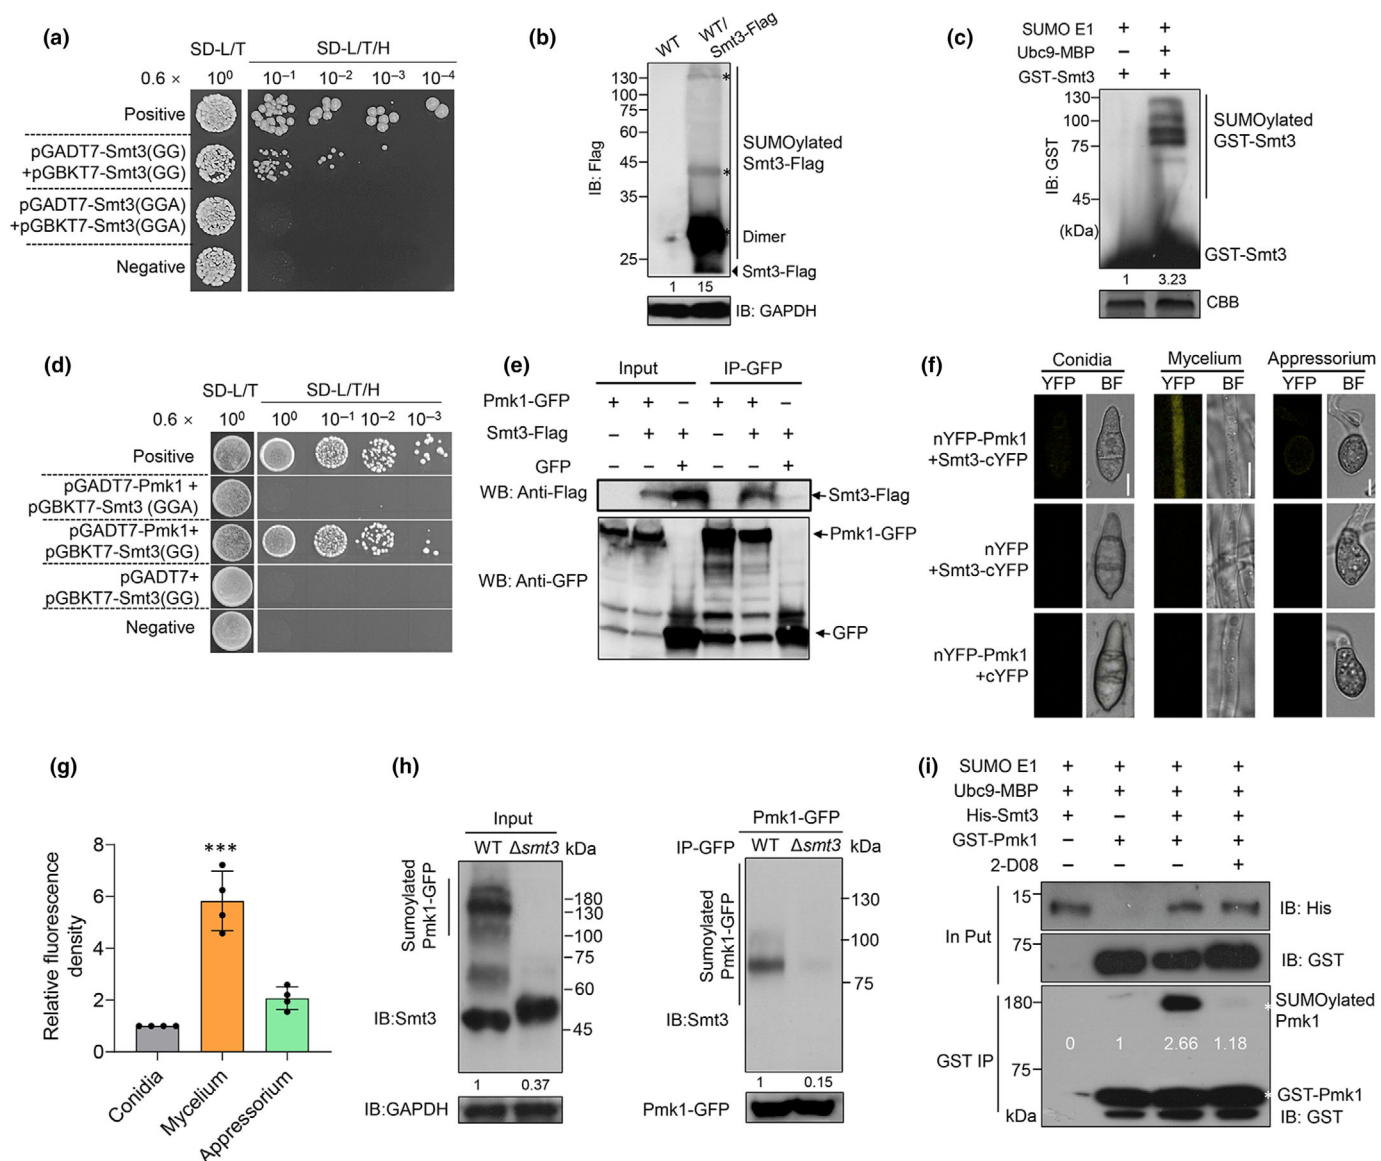 (a)
SD-L/T SD-L/T/H
0.6 × 10⁰ 10⁻¹ 10⁻² 10⁻³ 10⁻⁴
Positive
pGADT7-Smt3(GG)
+pGBKT7-Smt3(GG)
pGADT7-Smt3(GGA)
+pGBKT7-Smt3(GGA)
Negative
(b)
WT WT/
Smt3-Flag
130
100
75
60
45
35
25
IB: Flag
*
*
*
SUMOylated
Smt3-Flag
Dimer
Smt3-Flag
1 15
IB: GAPDH
(c)
SUMO E1 + +
Ubc9-MBP – +
GST-Smt3 + +
130
100
75
45
(kDa)
IB: GST
SUMOylated
GST-Smt3
GST-Smt3
1 3.23
CBB
(d)
SD-L/T SD-L/T/H
0.6 × 10⁰ 10⁰ 10⁻¹ 10⁻² 10⁻³
Positive
pGADT7-Pmk1 +
pGBKT7-Smt3 (GGA)
pGADT7-Pmk1+
pGBKT7-Smt3(GG)
pGADT7+
pGBKT7-Smt3(GG)
Negative
(e)
Input IP-GFP
Pmk1-GFP + + – + + –
Smt3-Flag – + + – + +
GFP – – + – – +
WB: Anti-Flag
Smt3-Flag
Pmk1-GFP
WB: Anti-GFP
GFP
(f)
Conidia Mycelium Appressorium
YFP BF YFP BF YFP BF
nYFP-Pmk1
+Smt3-cYFP
nYFP
+Smt3-cYFP
nYFP-Pmk1
+cYFP
(g)
Relative fluorescence
density
8
6
4
2
0
***
Conidia
Mycelium
Appressorium
(h)
Input
WT Δsmt3 kDa
Sumoylated
Pmk1-GFP
180
130
100
75
60
45
IB:Smt3
1 0.37
IB:GAPDH
Pmk1-GFP
IP-GFP WT Δsmt3 kDa
Sumoylated
Pmk1-GFP
130
100
75
IB:Smt3
1 0.15
Pmk1-GFP
(i)
SUMO E1 + + + +
Ubc9-MBP + + + +
His-Smt3 + – + +
GST-Pmk1 – + + +
2-D08 – – – +
In Put
15
IB: His
75
IB: GST
GST IP
180
* SUMOylated
Pmk1
0 1 2.66 1.18
75
* GST-Pmk1
kDa
IB: GST